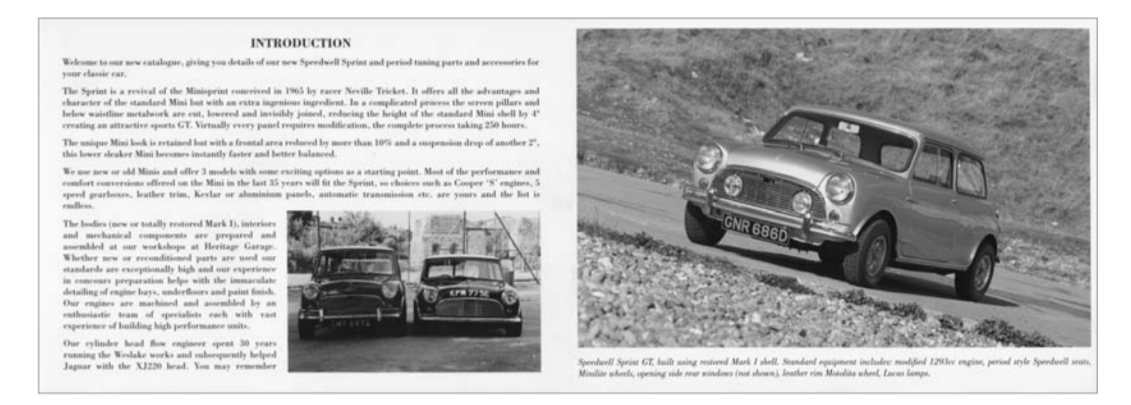 INTRODUCTION
Welcome to our new catalogue, giving you details of our new Speedwell Sprint and period tuning parts and accessories for
your classic car.
The Sprint is a revival of the Minisprint conceived in 1965 by racer Neville Tricket. It offers all the advantages and
character of the standard Mini but with an extra ingenious ingredient. In a complicated process the screen pillars and
below waistline metalwork are cut, lowered and invisibly joined, reducing the height of the standard Mini shell by 4"
creating an attractive sports GT. Virtually every panel requires modification, the complete process taking 250 hours.
The unique Mini look is retained but with a frontal area reduced by more than 10% and a suspension drop of another 2",
this lower sleaker Mini becomes instantly faster and better balanced.
We use new or old Minis and offer 3 models with some exciting options as a starting point. Most of the performance and
comfort conversions offered on the Mini in the last 35 years will fit the Sprint, so choices such as Cooper 'S' engines, 5
speed gearboxes, leather trim, Kevlar or aluminium panels, automatic transmission etc. are yours and the list is
endless.
The bodies (new or totally restored Mark I), interiors
and mechanical components are prepared and
assembled at our workshops at Heritage Garage.
Whether new or reconditioned parts are used our
standards are exceptionally high and our experience
in concours preparation helps with the immaculate
detailing of engine bays, underfloors and paint finish.
Our engines are machined and assembled by an
enthusiastic team of specialists each with vast
experience of building high performance units.
Our cylinder head flow engineer spent 30 years
running the Weslake works and subsequently helped
Jaguar with the XJ220 head. You may remember
KPM 775E
GNR 686D
Speedwell Sprint GT, built using restored Mark I shell. Standard equipment includes: modified 1293cc engine, period style Speedwell seats,
Minilite wheels, opening side rear windows (not shown), leather rim Motolita wheel, Lucas lamps.